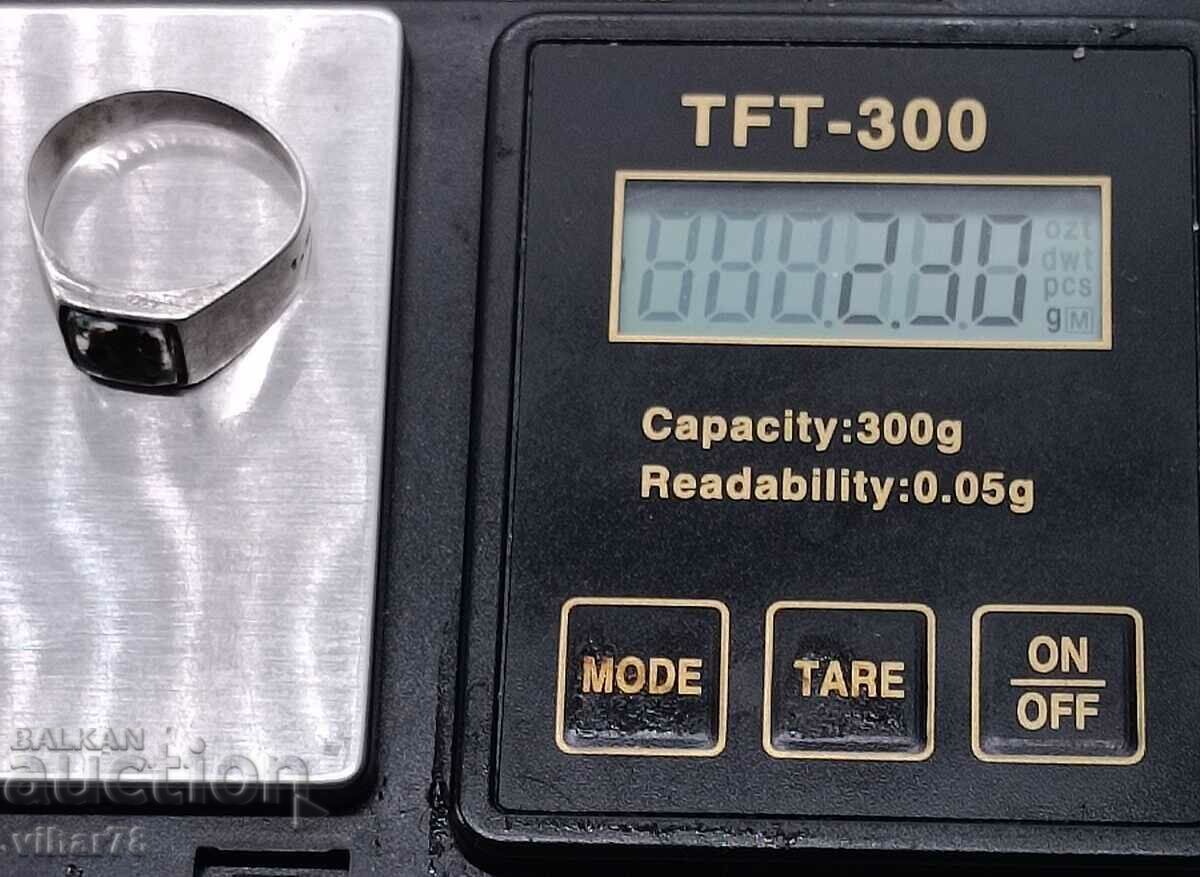 TFT-300
2.30
ozt
dwt
pcs
g M
Capacity:300g
Readability:0.05g
MODE
TARE
ON
OFF
BALKAN
auction
vihar78